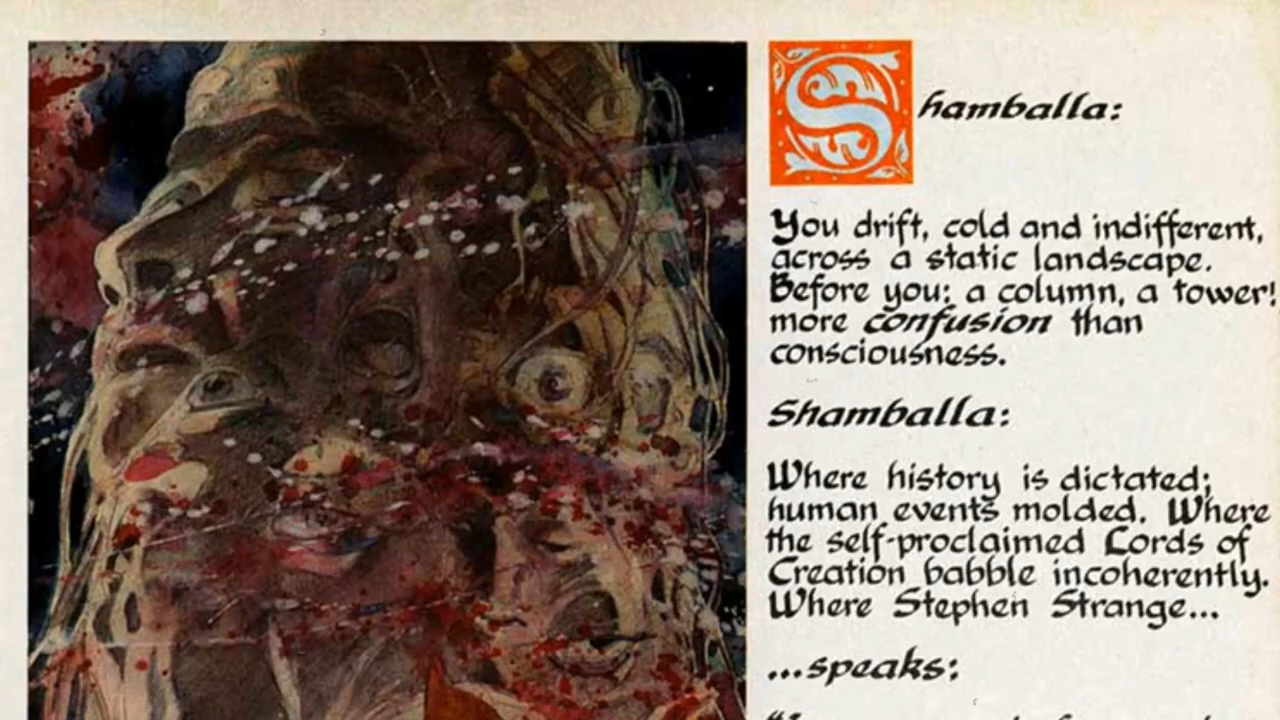 Shamballa:
You drift, cold and indifferent,
across a static landscape.
Before you: a column, a tower!
more confusion than
consciousness.
Shamballa:
Where history is dictated;
human events molded. Where
the self-proclaimed Lords of
Creation babble incoherently.
Where Stephen Strange...
...speaks: